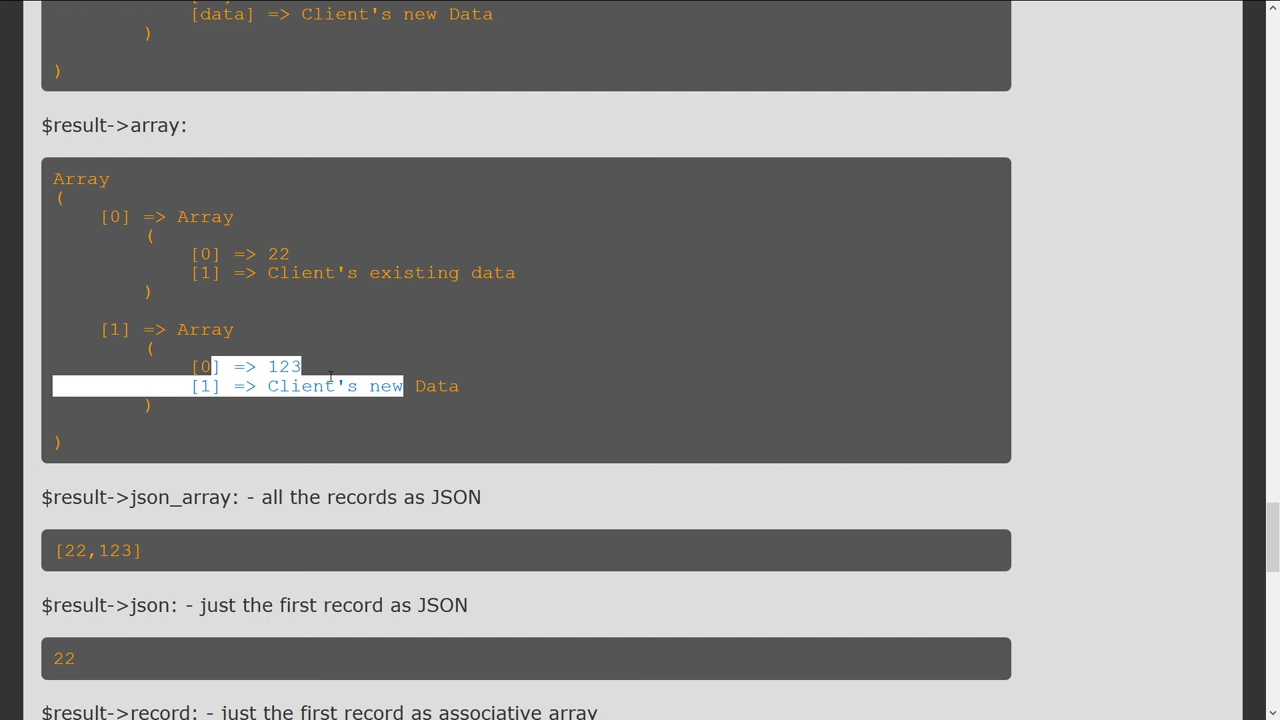 [data] => Client's new Data
)
)
$result->array:
Array
(
[0] => Array
(
[0] => 22
[1] => Client's existing data
)
[1] => Array
(
[0] => 123
[1] => Client's new Data
)
)
$result->json_array: - all the records as JSON
[22,123]
$result->json: - just the first record as JSON
22
$result->record: - just the first record as associative array